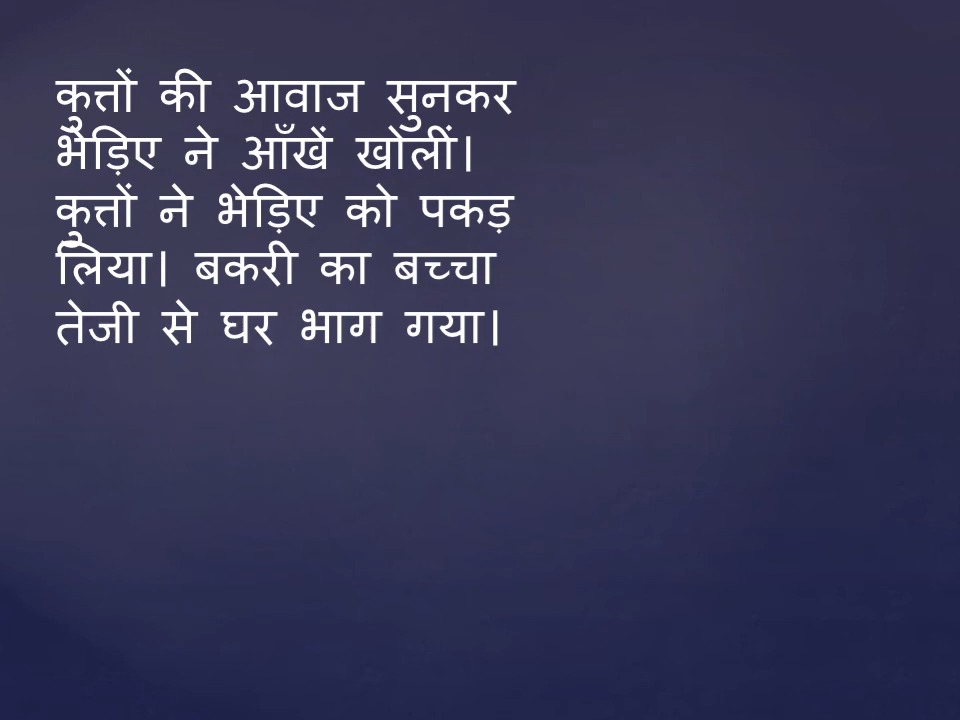 कुत्तों की आवाज सुनकर
भेड़िए ने आँखें खोलीं।
कुत्तों ने भेड़िए को पकड़
लिया। बकरी का बच्चा
तेजी से घर भाग गया।